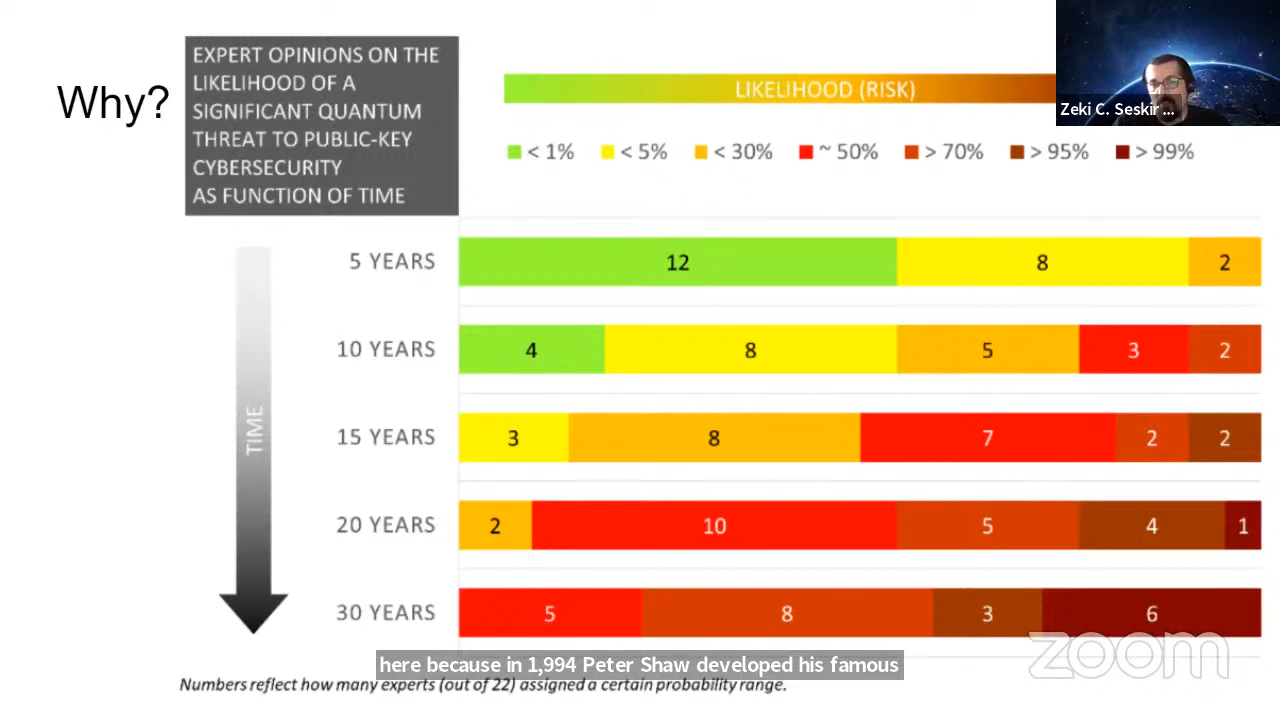 Why?
EXPERT OPINIONS ON THE
LIKELIHOOD OF A
SIGNIFICANT QUANTUM
THREAT TO PUBLIC-KEY
CYBERSECURITY
AS FUNCTION OF TIME
LIKELIHOOD (RISK)
Zeki C. Seskir ...
< 1% < 5% < 30% ~ 50% > 70% > 95% > 99%
5 YEARS 12 8 2
10 YEARS 4 8 5 3 2
15 YEARS 3 8 7 2 2
20 YEARS 2 10 5 4 1
30 YEARS 5 8 3 6
TIME
here because in 1,994 Peter Shaw developed his famous
zoom
Numbers reflect how many experts (out of 22) assigned a certain probability range.